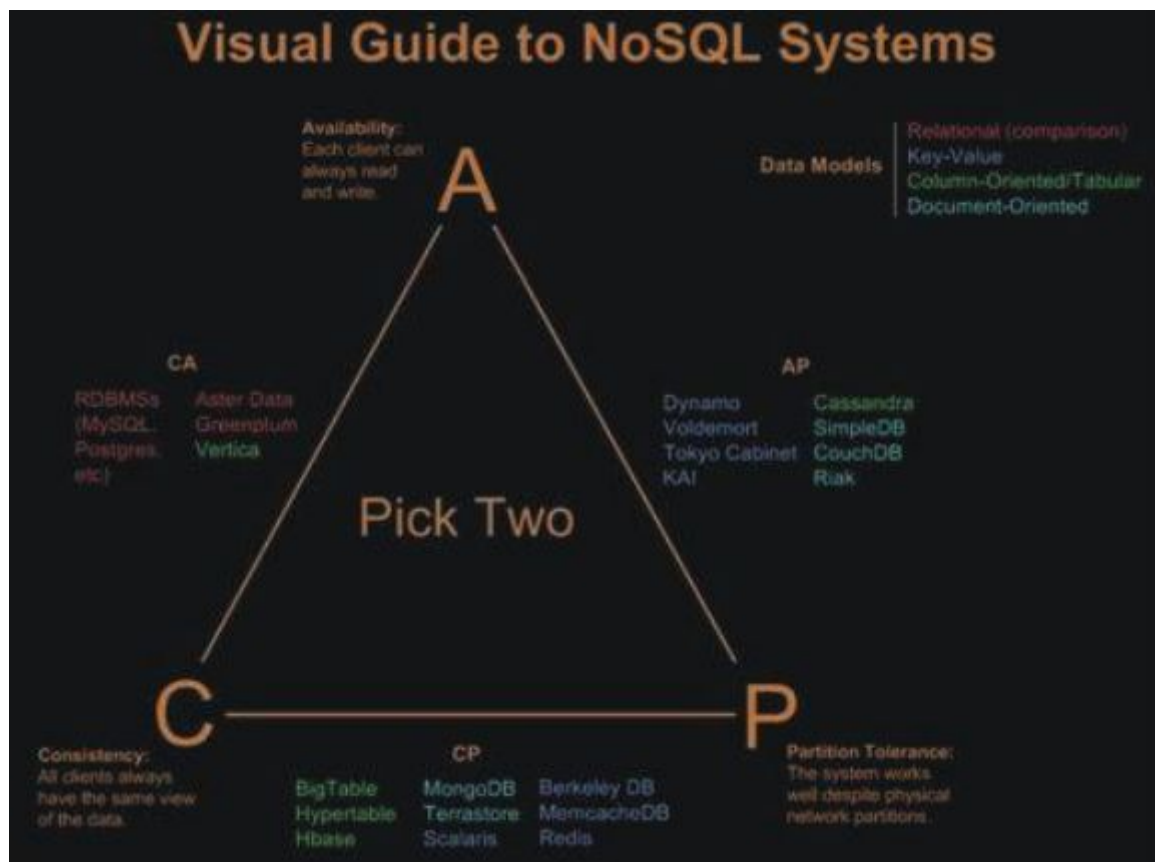 Visual Guide to NoSQL Systems
Availability:
Each client can
always read
and write.
A
Data Models
Relational (comparison)
Key-Value
Column-Oriented/Tabular
Document-Oriented
CA
RDBMSs
(MySQL,
Postgres,
etc)
Aster Data
Greenplum
Vertica
AP
Dynamo
Voldemort
Tokyo Cabinet
KAI
Cassandra
SimpleDB
CouchDB
Riak
Pick Two
C
Consistency:
All clients always
have the same view
of the data.
P
Partition Tolerance:
The system works
well despite physical
network partitions.
CP
BigTable
Hypertable
Hbase
MongoDB
Terrastore
Scalaris
Berkeley DB
MemcacheDB
Redis